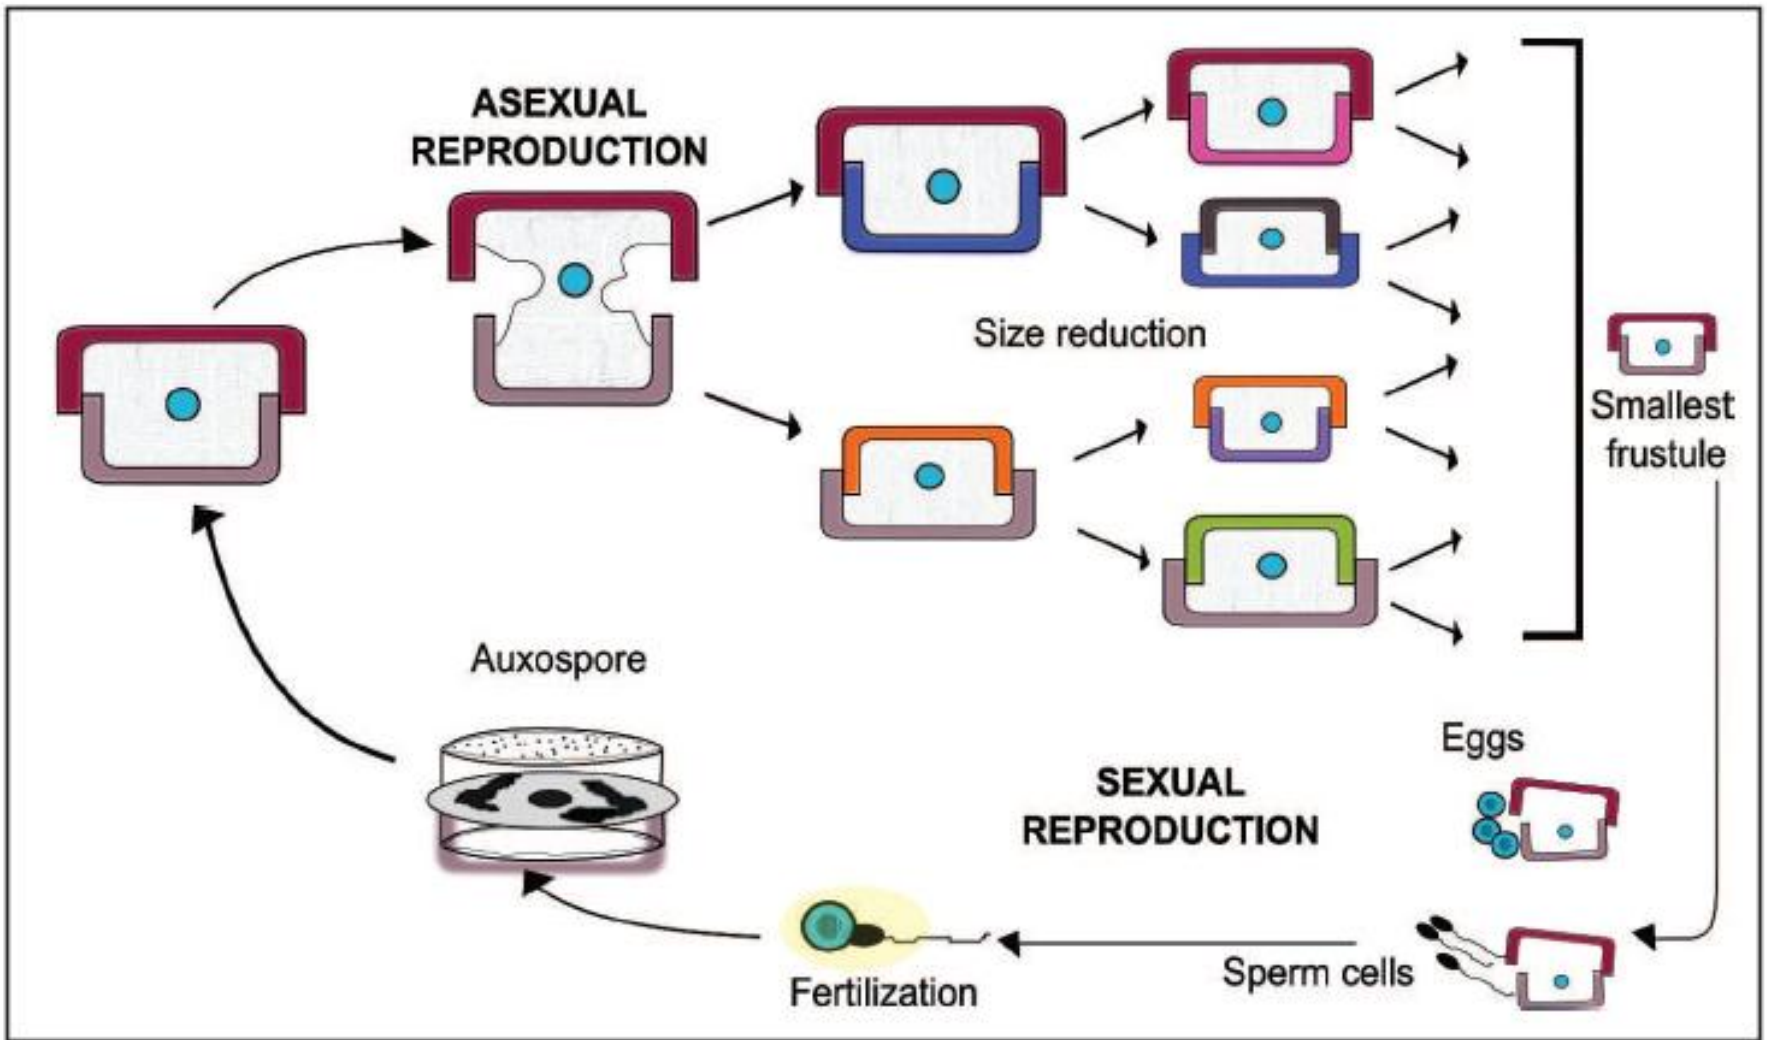 ASEXUAL
REPRODUCTION
Size reduction
Smallest
frustule
Auxospore
Eggs
SEXUAL
REPRODUCTION
Sperm cells
Fertilization